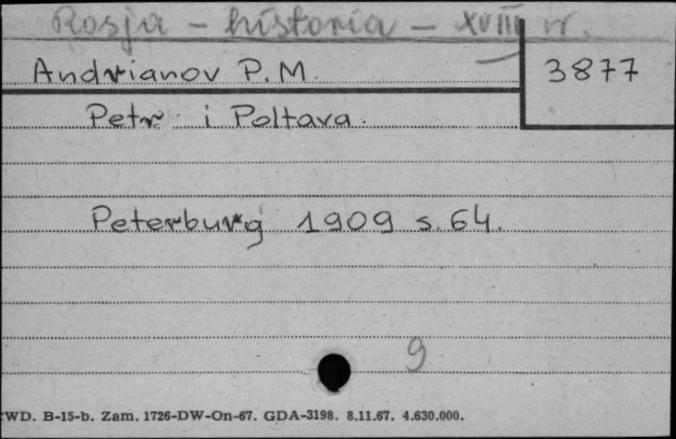 Rosja - historia - XVIII w.
Andrianov P.M.
3877
Petr i Poltava.
Peterburg 1909 s. 64.
9
WD. B-15-b. Zam. 1726-DW-On-67. GDA-3198. 8.11.67. 4.630.000.